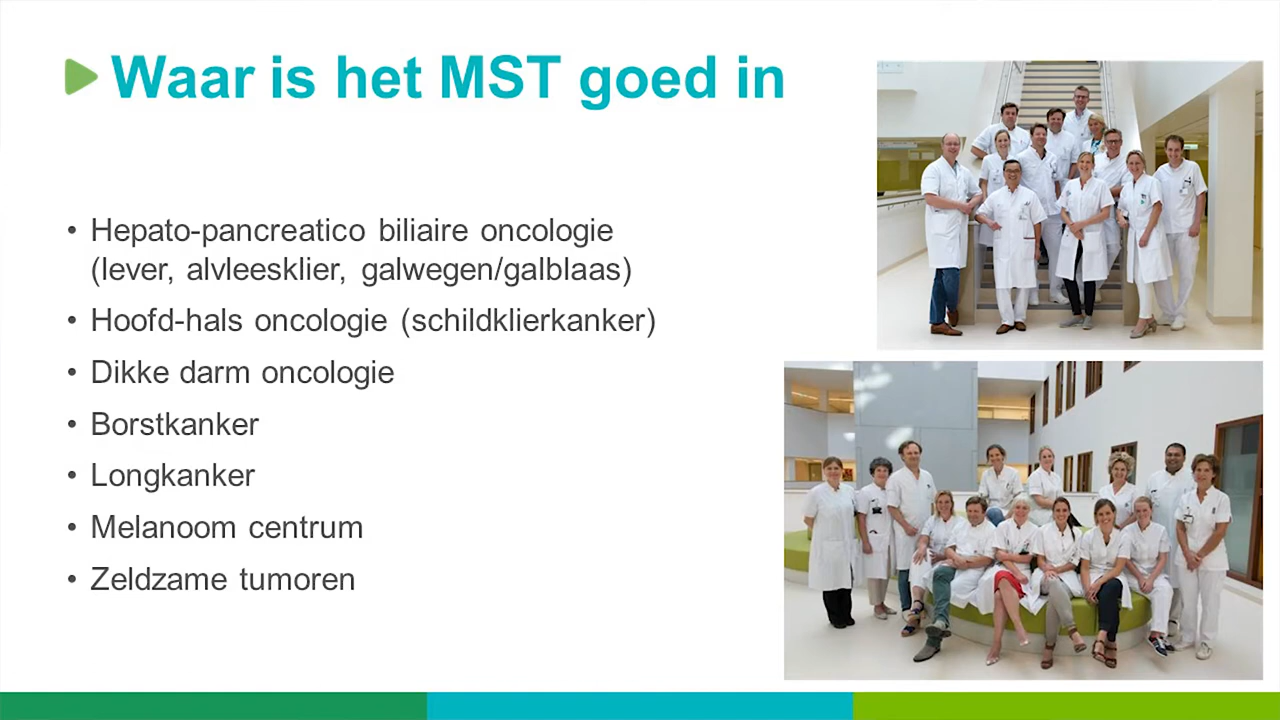 Waar is het MST goed in
• Hepato-pancreatico biliaire oncologie
(lever, alvleesklier, galwegen/galblaas)
• Hoofd-hals oncologie (schildklierkanker)
• Dikke darm oncologie
• Borstkanker
• Longkanker
• Melanoom centrum
• Zeldzame tumoren